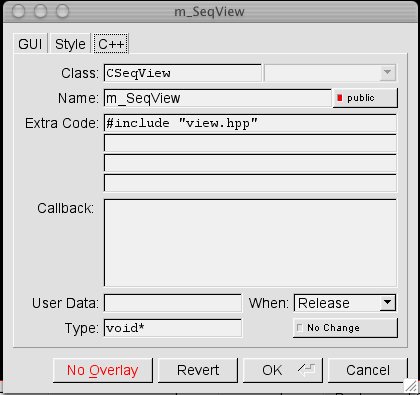 m_SeqView
GUI Style C++
Class: CSeqView
Name: m_SeqView public
Extra Code: #include "view.hpp"
Callback:
User Data: When: Release
Type: void* No Change
No Overlay Revert OK Cancel